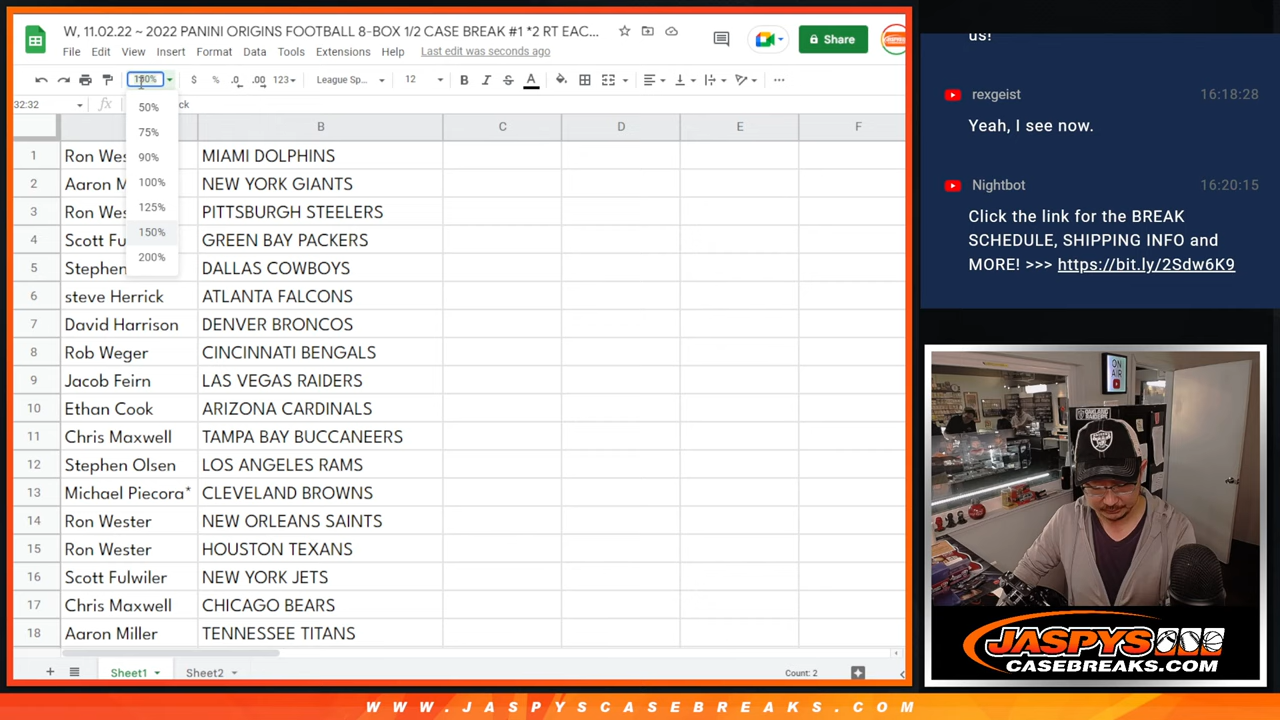 W, 11.02.22 ~ 2022 PANINI ORIGINS FOOTBALL 8-BOX 1/2 CASE BREAK #1 *2 RT EAC...
File Edit View Insert Format Data Tools Extensions Help Last edit was seconds ago
Share
150% $ % .0 .00 123 League Sp... 12 B I S A
32:32 fx ck
50%
75%
90%
100%
125%
150%
200%
B C D E F
1 Ron Wes MIAMI DOLPHINS
2 Aaron M NEW YORK GIANTS
3 Ron Wes PITTSBURGH STEELERS
4 Scott Fu GREEN BAY PACKERS
5 Stephen DALLAS COWBOYS
6 steve Herrick ATLANTA FALCONS
7 David Harrison DENVER BRONCOS
8 Rob Weger CINCINNATI BENGALS
9 Jacob Feirn LAS VEGAS RAIDERS
10 Ethan Cook ARIZONA CARDINALS
11 Chris Maxwell TAMPA BAY BUCCANEERS
12 Stephen Olsen LOS ANGELES RAMS
13 Michael Piecora* CLEVELAND BROWNS
14 Ron Wester NEW ORLEANS SAINTS
15 Ron Wester HOUSTON TEXANS
16 Scott Fulwiler NEW YORK JETS
17 Chris Maxwell CHICAGO BEARS
18 Aaron Miller TENNESSEE TITANS
Sheet1 Sheet2 Count: 2
us!
rexgeist 16:18:28
Yeah, I see now.
Nightbot 16:20:15
Click the link for the BREAK
SCHEDULE, SHIPPING INFO and
MORE! >>> https://bit.ly/2Sdw6K9
ON
AIR
JASPYS
CASEBREAKS.COM
WWW.JASPYSCASEBREAKS.COM